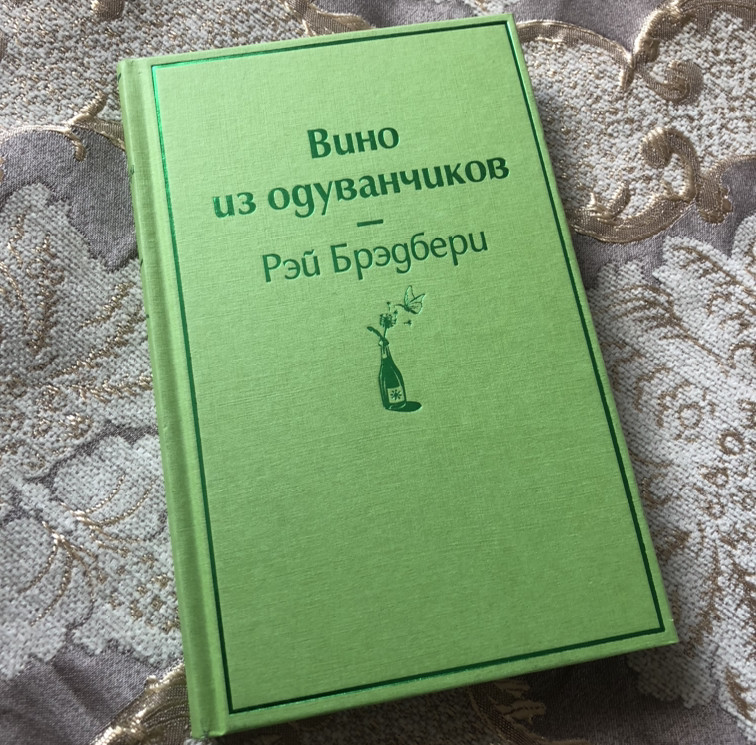 Вино
из одуванчиков
—
Рэй Брэдбери